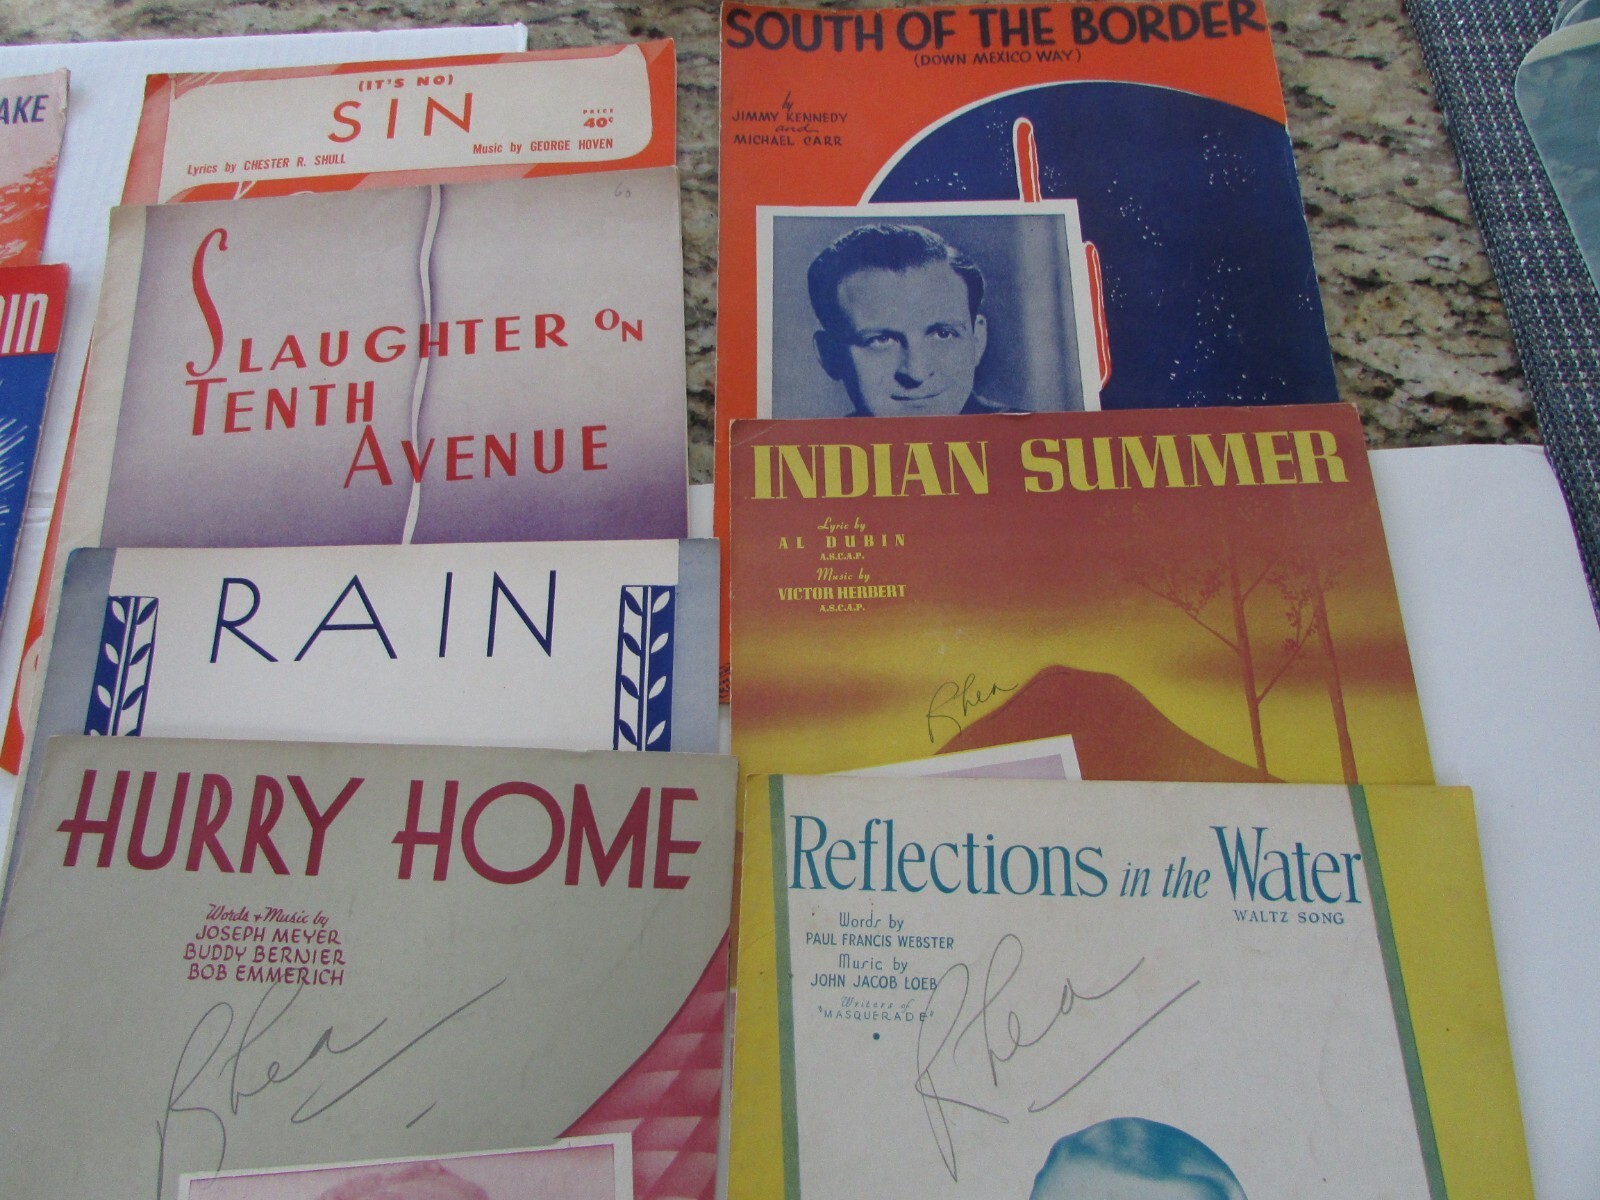 AKE
(IT'S NO)
SIN
PRICE
40¢
Lyrics by CHESTER R. SHULL
Music by GEORGE HOVEN
60
SLAUGHTER ON
TENTH
AVENUE
RAIN
HURRY HOME
Words & Music by
JOSEPH MEYER
BUDDY BERNIER
BOB EMMERICH
Rhea
SOUTH OF THE BORDER
(DOWN MEXICO WAY)
by
JIMMY KENNEDY
and
MICHAEL CARR
INDIAN SUMMER
Lyric by
AL DUBIN
A.S.C.A.P.
Music by
VICTOR HERBERT
A.S.C.A.P.
Rhea
Reflections in the Water
WALTZ SONG
Words by
PAUL FRANCIS WEBSTER
Music by
JOHN JACOB LOEB
Writers of
"MASQUERADE"
Rhea